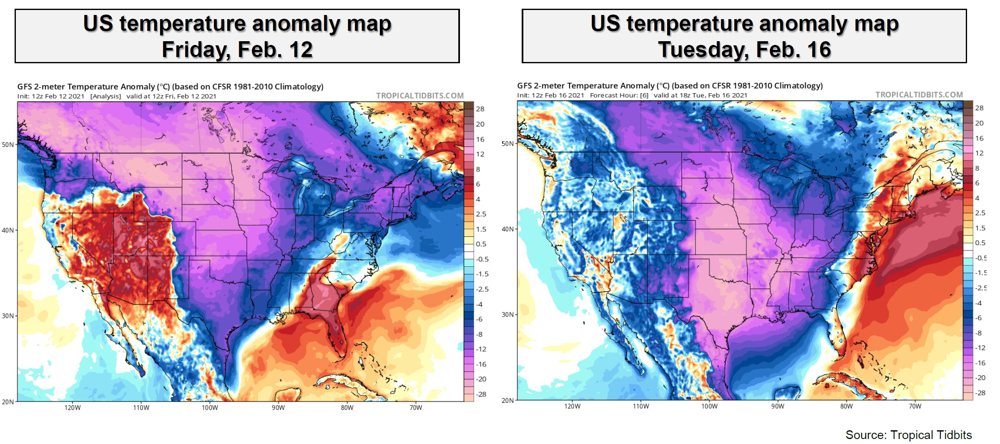 US temperature anomaly map
Friday, Feb. 12
US temperature anomaly map
Tuesday, Feb. 16
GFS 2-meter Temperature Anomaly (°C) (based on CFSR 1981-2010 Climatology)
Init: 12z Feb 12 2021 [Analysis] valid at 12z Fri, Feb 12 2021
TROPICALTIDBITS.COM
50N
40N
30N
20N
120W
110W
100W
90W
80W
70W
28
20
16
12
8
6
4
2.5
1.5
0.5
-0.5
-1.5
-2.5
-4
-6
-8
-12
-16
-20
-28
GFS 2-meter Temperature Anomaly (°C) (based on CFSR 1981-2010 Climatology)
Init: 12z Feb 16 2021 Forecast Hour: [6] valid at 18z Tue, Feb 16 2021
TROPICALTIDBITS.COM
50N
40N
30N
20N
120W
110W
100W
90W
80W
70W
28
20
16
12
8
6
4
2.5
1.5
0.5
-0.5
-1.5
-2.5
-4
-6
-8
-12
-16
-20
-28
Source: Tropical Tidbits